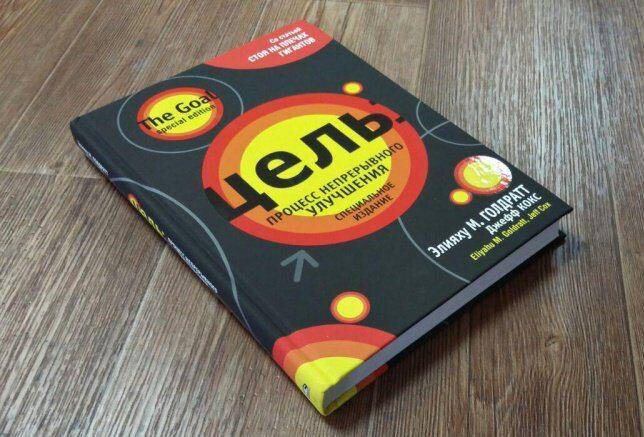 Со статьей
СТОЯ НА ПЛЕЧАХ
ГИГАНТОВ
The Goal
special edition
цель:
ПРОЦЕСС НЕПРЕРЫВНОГО
УЛУЧШЕНИЯ
СПЕЦИАЛЬНОЕ
ИЗДАНИЕ
Элияху М. ГОЛДРАТТ
Джефф КОКС
Eliyahu M. Goldratt, Jeff Cox
цель: